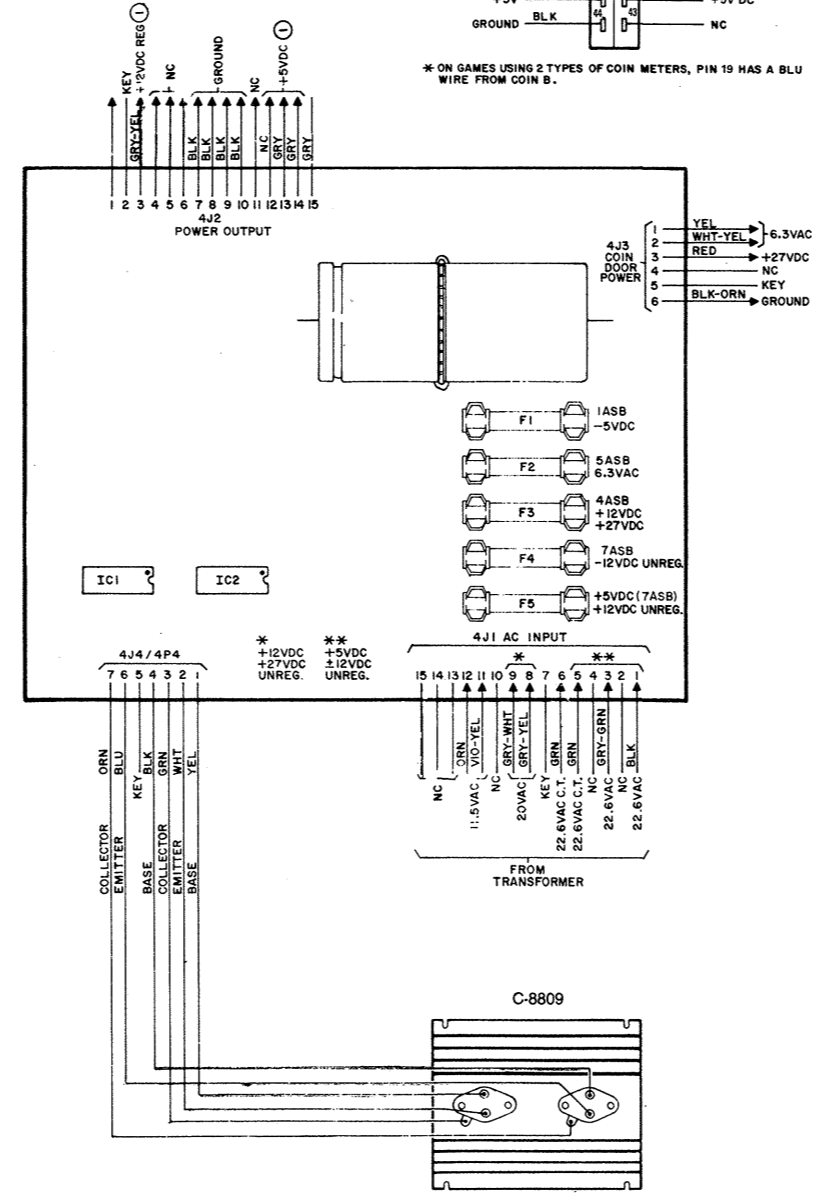 +5V
+5V DC
GROUND BLK 44 43 NC
* ON GAMES USING 2 TYPES OF COIN METERS, PIN 19 HAS A BLU
WIRE FROM COIN B.
KEY
+12VDC REG 1
NC
GROUND
NC
+5VDC 1
GRY-YEL
BLK
BLK
BLK
BLK
NC
GRY
GRY
GRY
1 2 3 4 5 6 7 8 9 10 11 12 13 14 15
4J2
POWER OUTPUT
4J3
COIN
DOOR
POWER
1 YEL
2 WHT-YEL
6.3VAC
3 RED +27VDC
4 NC
5 KEY
6 BLK-ORN GROUND
F1 1ASB
-5VDC
F2 5ASB
6.3VAC
F3 4ASB
+12VDC
+27VDC
F4 7ASB
-12VDC UNREG.
F5 +5VDC (7ASB)
+12VDC UNREG.
IC1 IC2
4J4/4P4
7 6 5 4 3 2 1
*
+12VDC
+27VDC
UNREG.
**
+5VDC
±12VDC
UNREG.
4J1 AC INPUT
* **
15 14 13 12 11 10 9 8 7 6 5 4 3 2 1
ORN
BLU
KEY
BLK
GRN
WHT
YEL
COLLECTOR
EMITTER
BASE
COLLECTOR
EMITTER
BASE
NC
ORN
VIO-YEL
11.5VAC
NC
GRY-WHT
GRY-YEL
20VAC
KEY
GRN
22.6VAC C.T.
GRN
22.6VAC C.T.
NC
GRY-GRN
22.6VAC
NC
BLK
22.6VAC
FROM
TRANSFORMER
C-8809